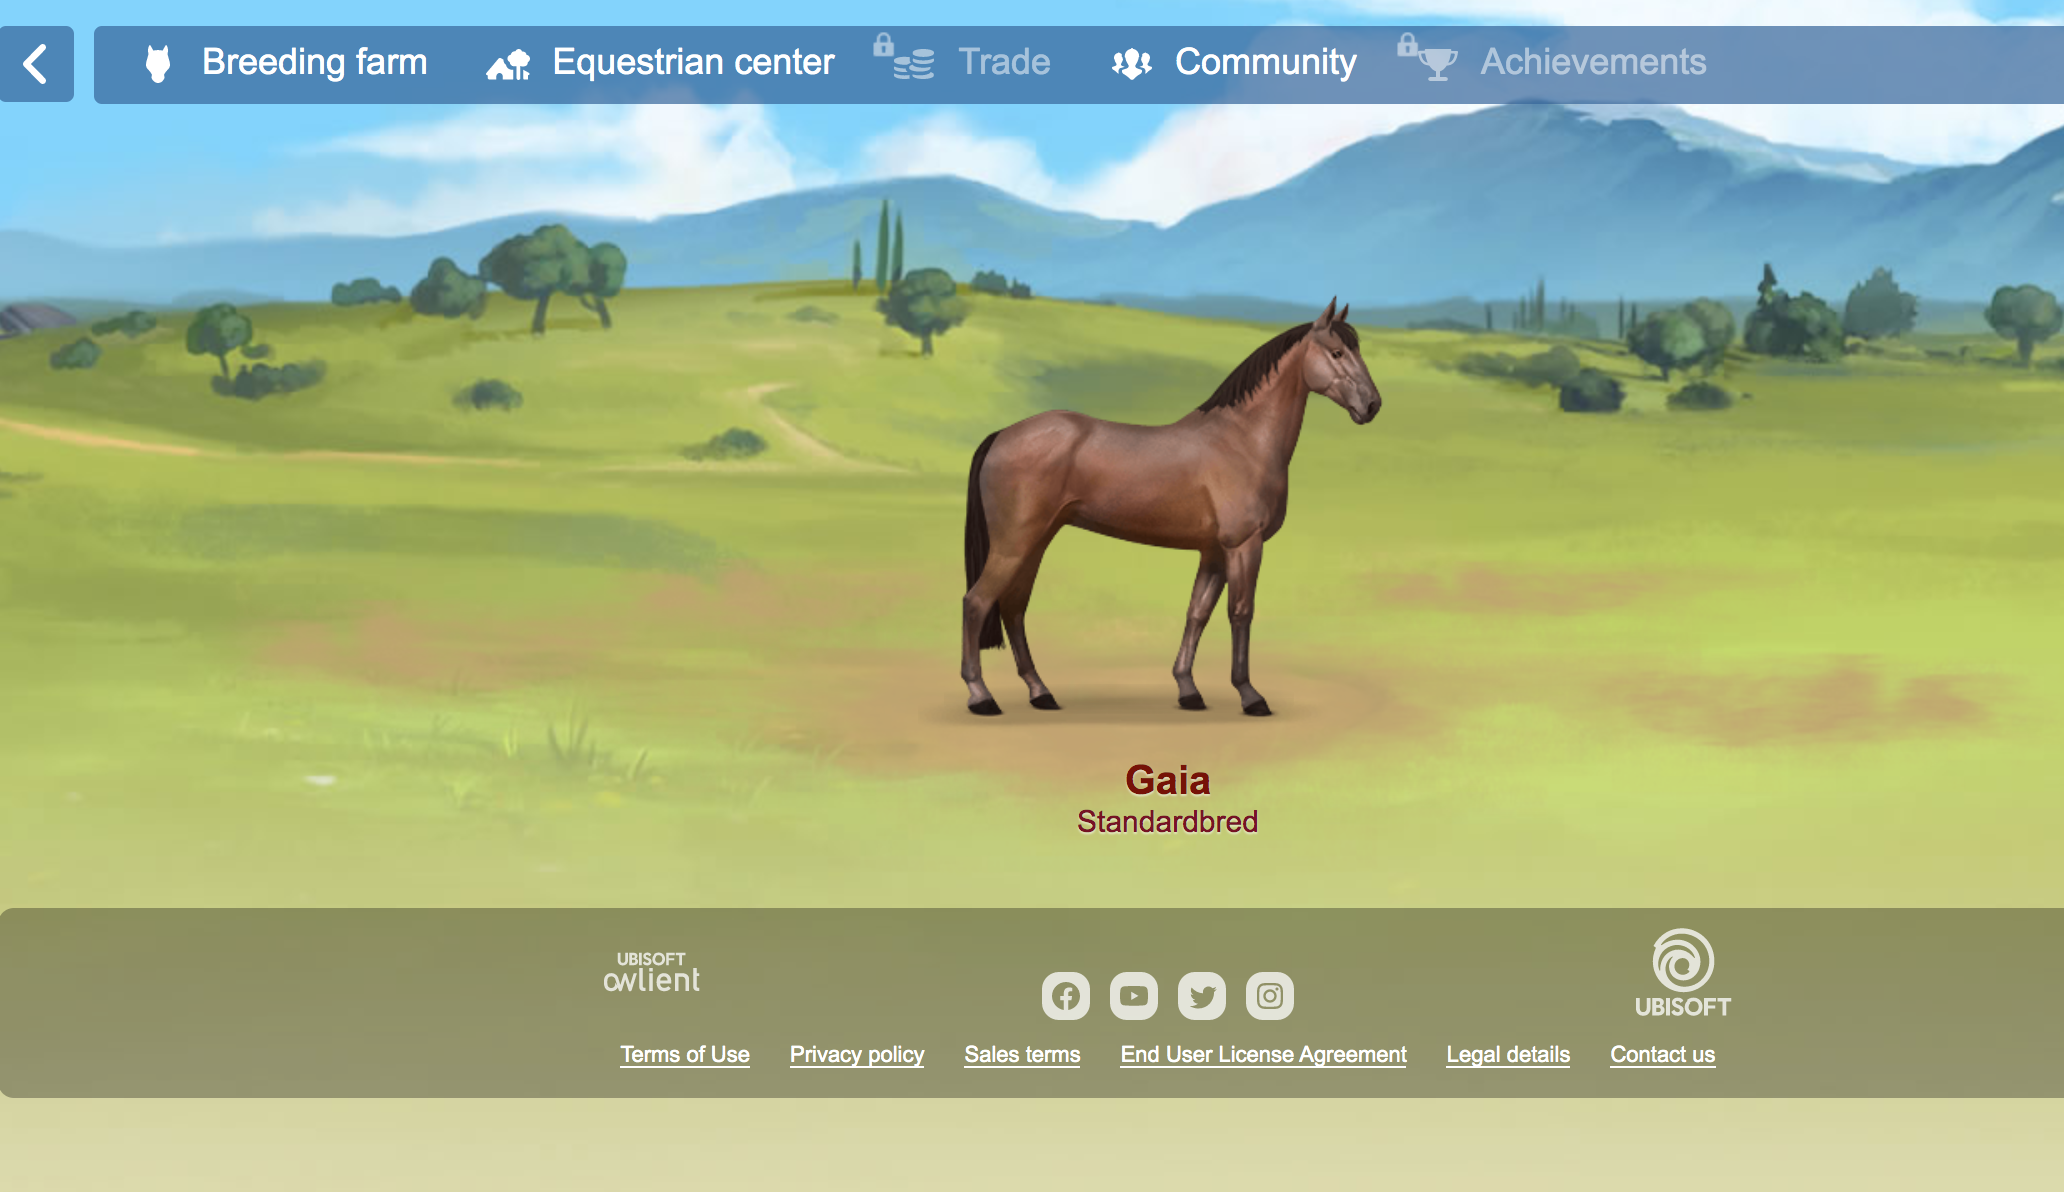 Breeding farm
Equestrian center
Trade
Community
Achievements
Gaia
Standardbred
UBISOFT
owlient
UBISOFT
Terms of Use
Privacy policy
Sales terms
End User License Agreement
Legal details
Contact us